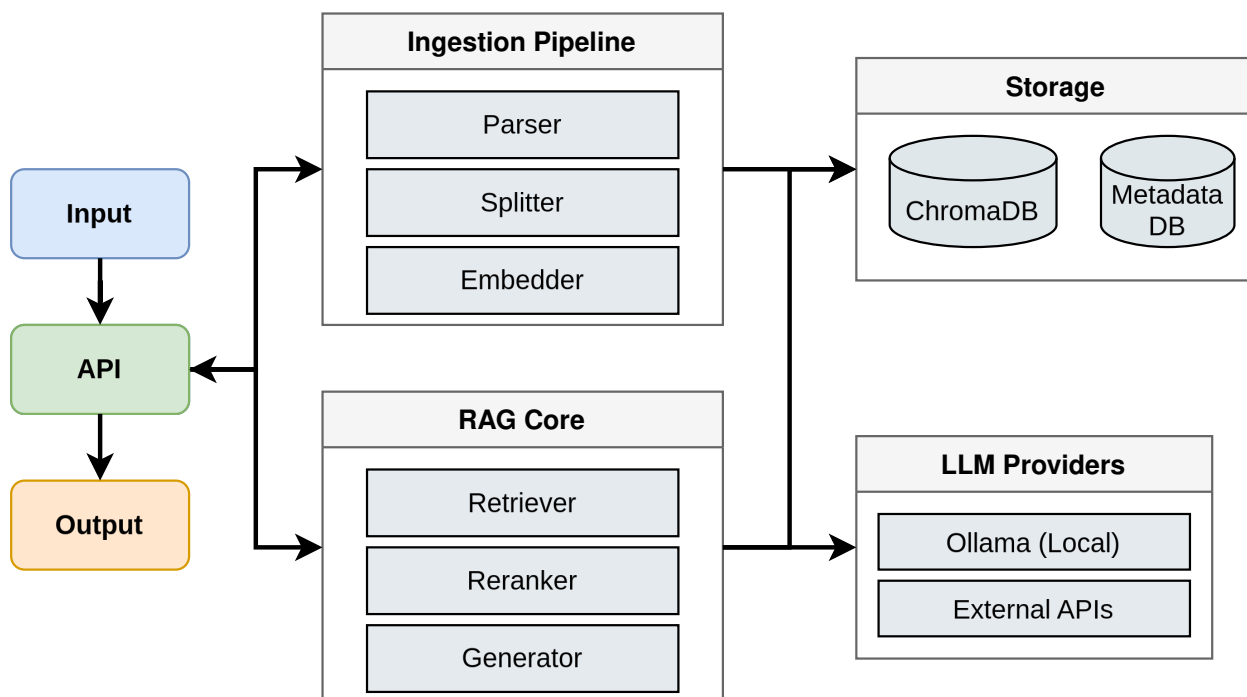 Input
API
Output
Ingestion Pipeline
Parser
Splitter
Embedder
RAG Core
Retriever
Reranker
Generator
Storage
ChromaDB
Metadata
DB
LLM Providers
Ollama (Local)
External APIs